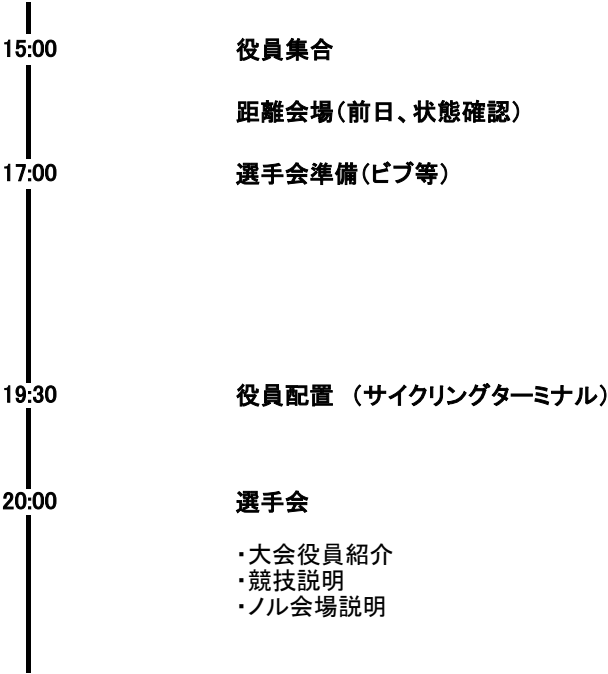 15:00 役員集合
距離会場（前日、状態確認）
17:00 選手会準備（ビブ等）
19:30 役員配置　（サイクリングターミナル）
20:00 選手会
・大会役員紹介
・競技説明
・ノル会場説明